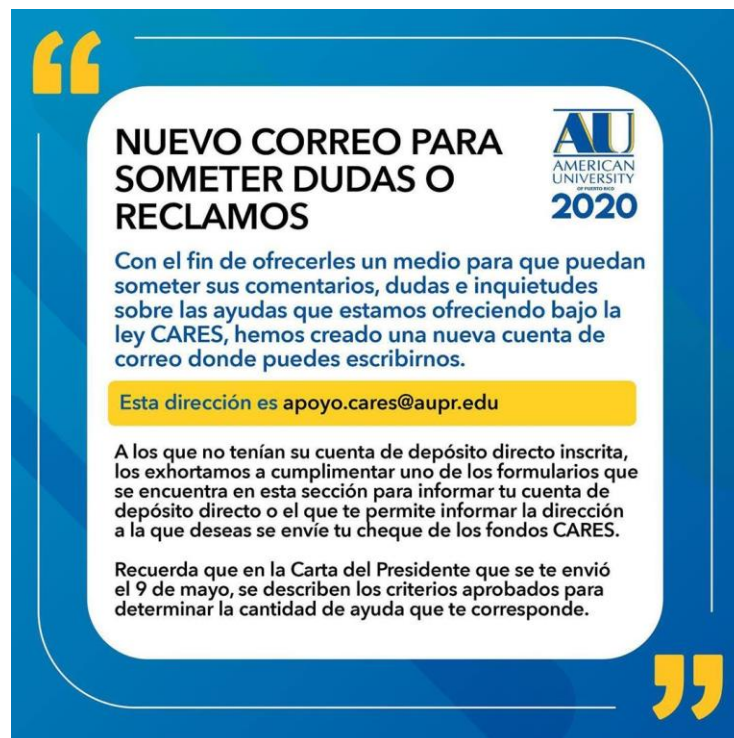 NUEVO CORREO PARA
SOMETER DUDAS O
RECLAMOS
AU
AMERICAN
UNIVERSITY
OF PUERTO RICO
2020
Con el fin de ofrecerles un medio para que puedan
someter sus comentarios, dudas e inquietudes
sobre las ayudas que estamos ofreciendo bajo la
ley CARES, hemos creado una nueva cuenta de
correo donde puedes escribirnos.
Esta dirección es apoyo.cares@aupr.edu
A los que no tenían su cuenta de depósito directo inscrita,
los exhortamos a cumplimentar uno de los formularios que
se encuentra en esta sección para informar tu cuenta de
depósito directo o el que te permite informar la dirección
a la que deseas se envíe tu cheque de los fondos CARES.
Recuerda que en la Carta del Presidente que se te envió
el 9 de mayo, se describen los criterios aprobados para
determinar la cantidad de ayuda que te corresponde.